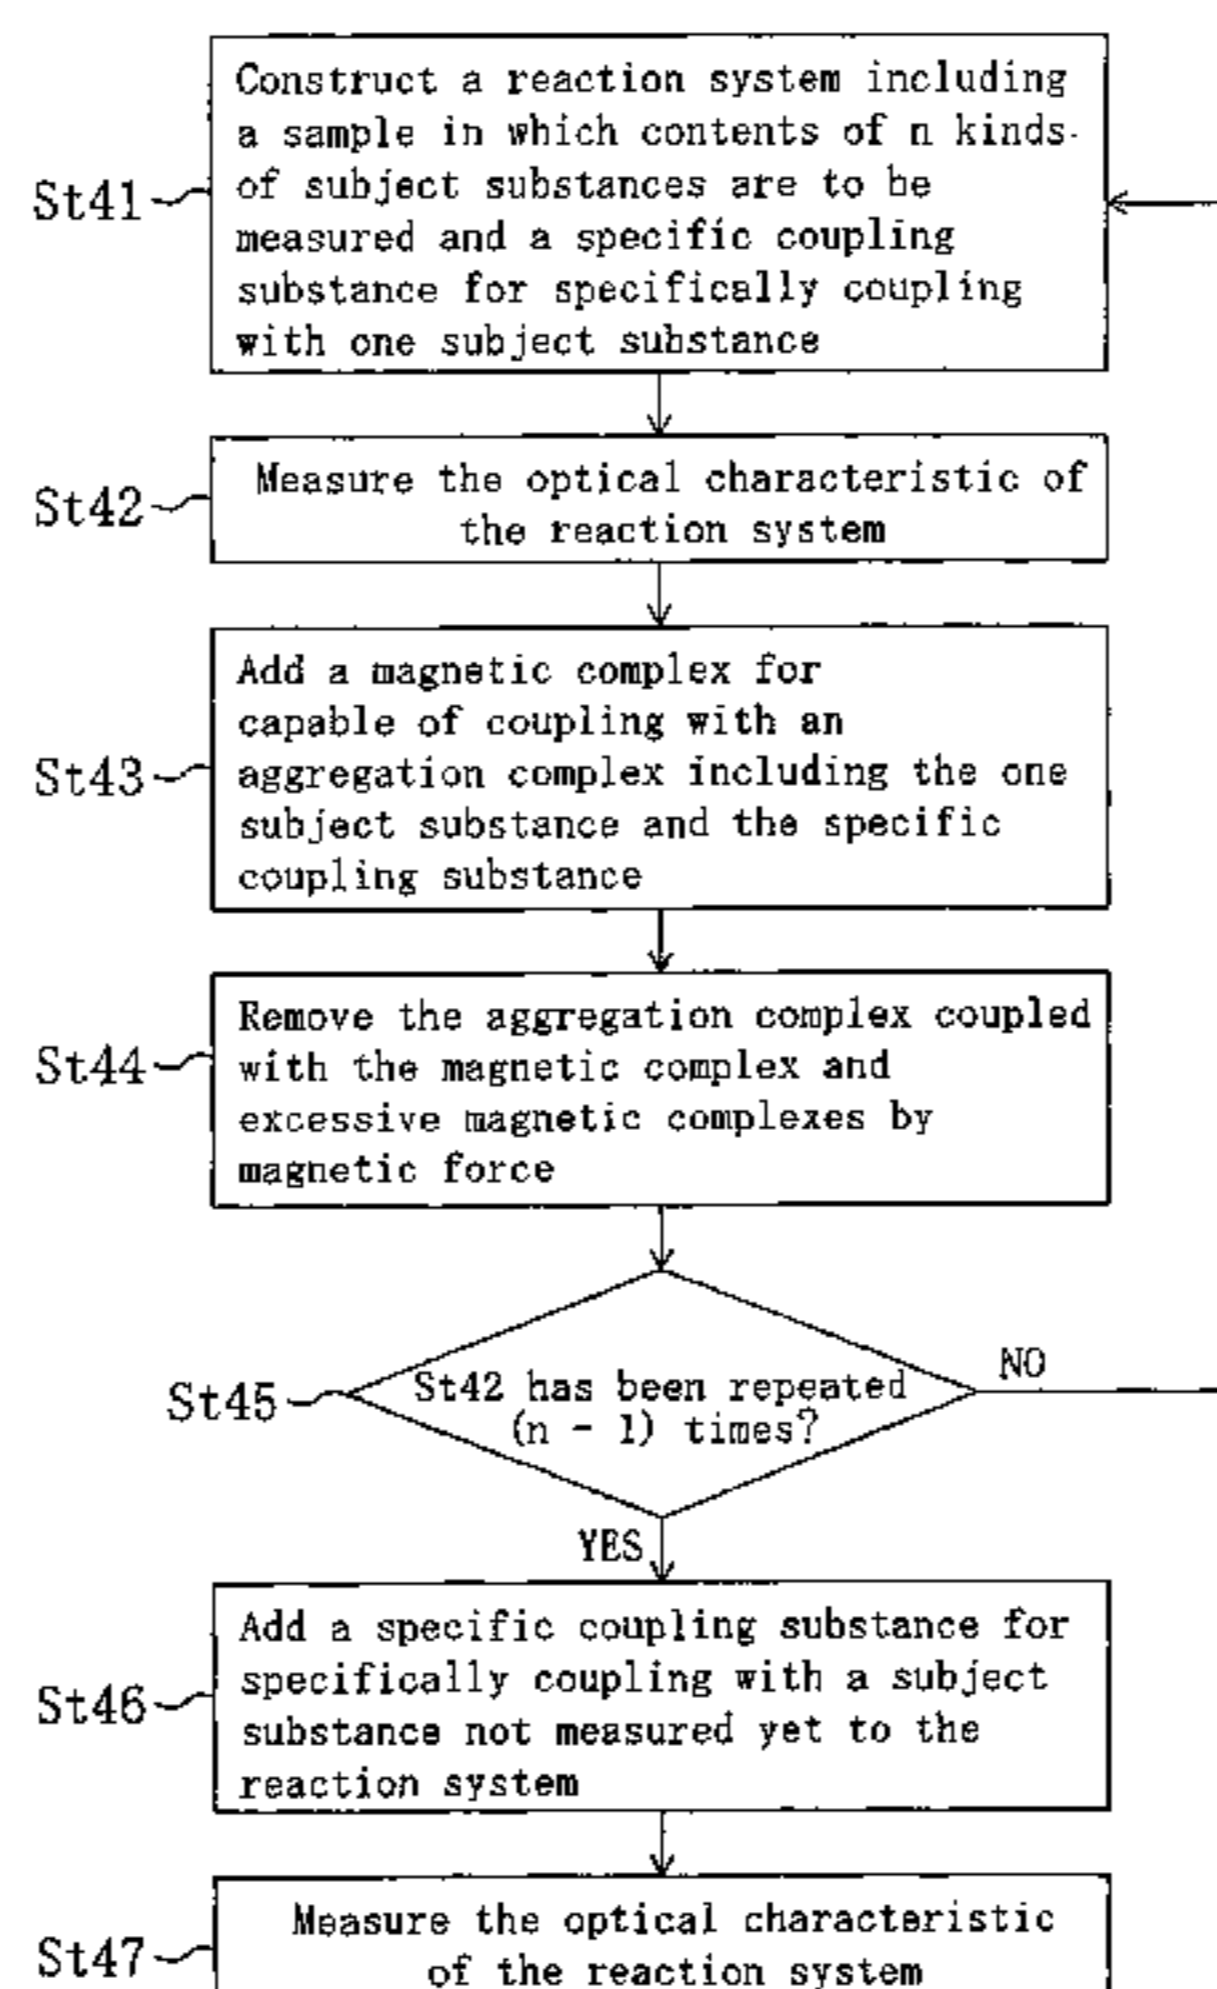 Construct a reaction system including
a sample in which contents of n kinds
St41
of subject substances are to be
measured and a specific coupling
substance for specifically coupling
with one subject substance
Measure the optical characteristic of
St42
the reaction system
Add a magnetic complex for
capable of coupling with an
St43
aggregation complex including the one
subject substance and the specific
coupling substance
Remove the aggregation complex coupled
St44
with the magnetic complex and
excessive magnetic complexes by
magnetic force
NO
St45
St42 has been repeated
(n - 1) times?
YES
Add a specific coupling substance for
specifically coupling with a subject
St46
substance not measured yet to the
reaction system
Measure the optical characteristic
St47
of the reaction system